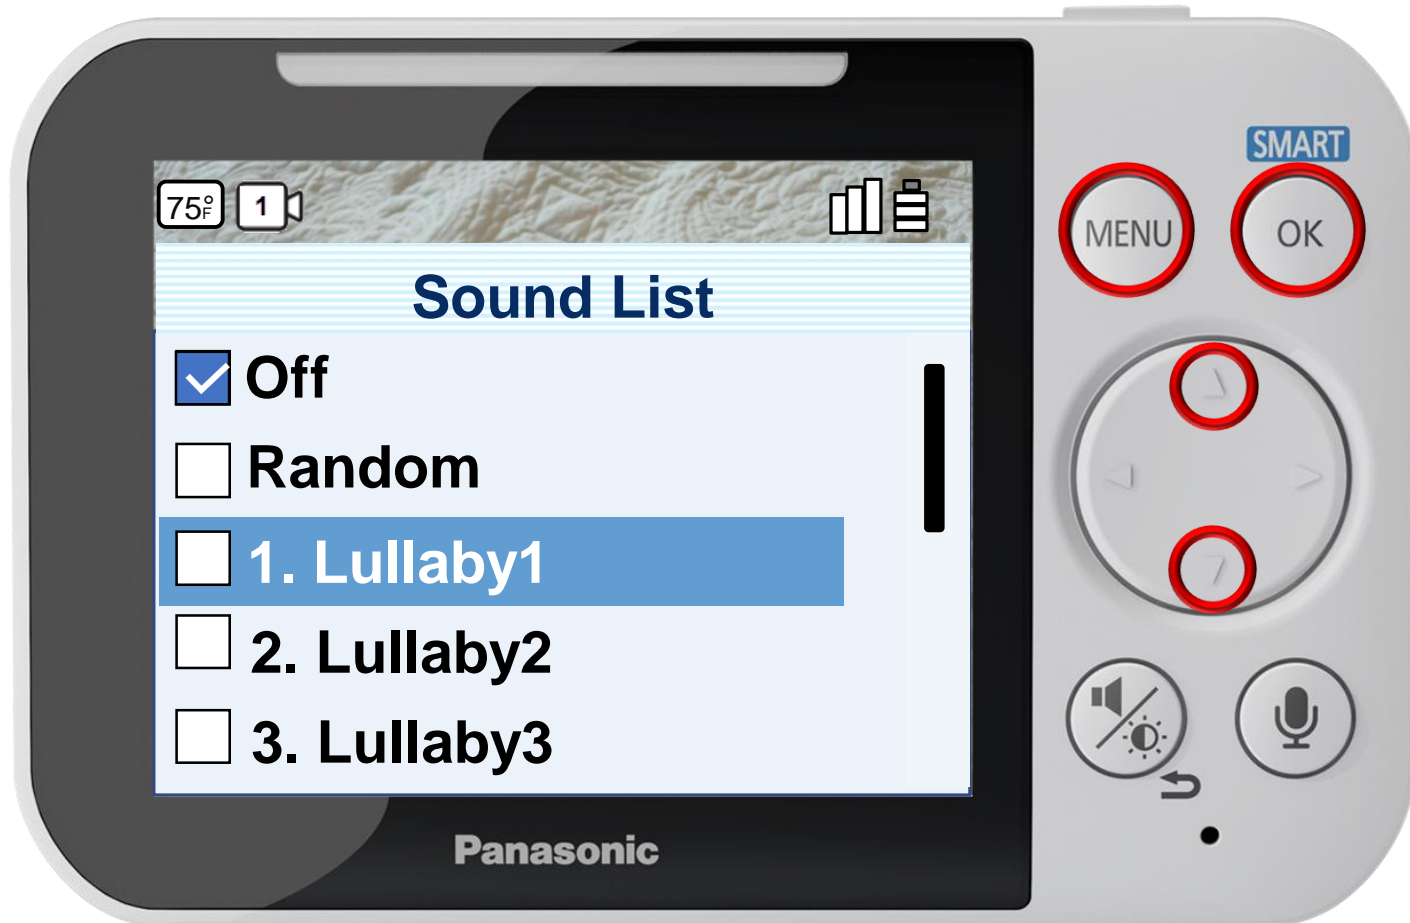 SMART
75°F 1
MENU OK
Sound List
Off
Random
1. Lullaby1
2. Lullaby2
3. Lullaby3
Panasonic